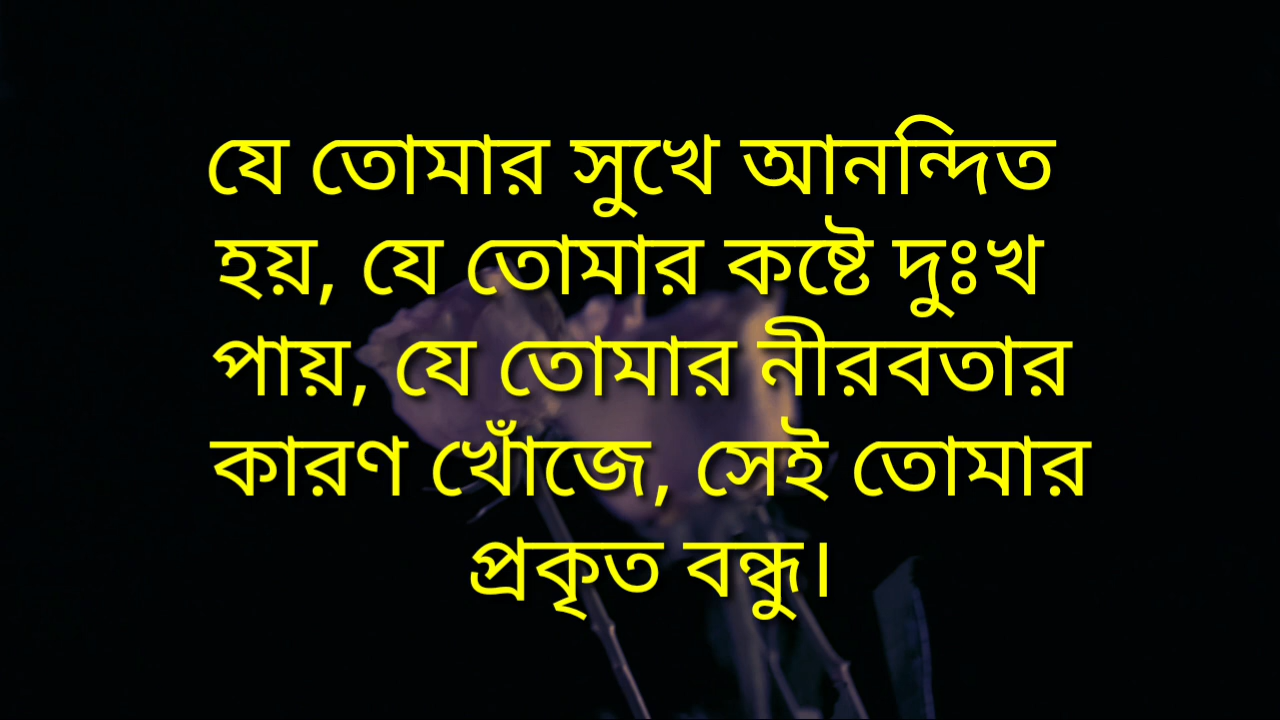 যে তোমার সুখে আনন্দিত
হয়, যে তোমার কষ্টে দুঃখ
পায়, যে তোমার নীরবতার
কারণ খোঁজে, সেই তোমার
প্রকৃত বন্ধু।